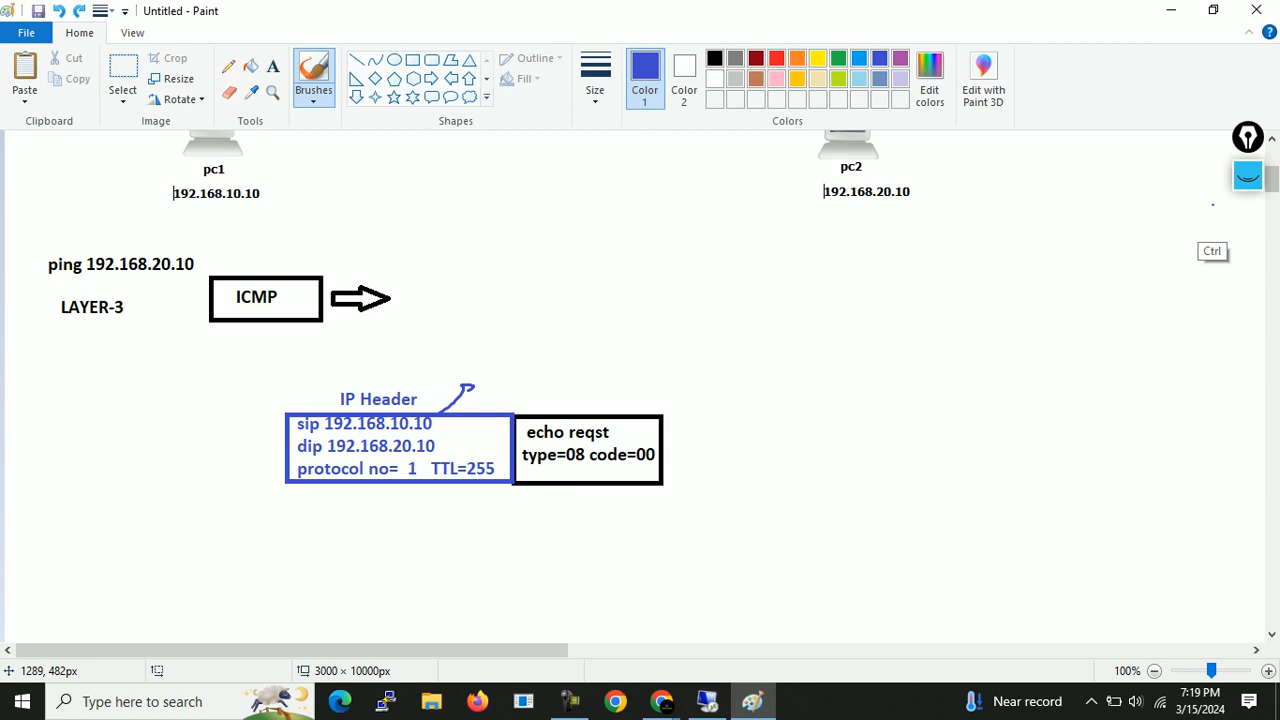 Untitled - Paint
File Home View
Paste Cut Copy Clipboard
Select Crop Resize Rotate Image
Tools
Brushes
Shapes Outline Fill
Size
Color 1 Color 2 Edit colors Colors
Edit with Paint 3D
pc1 pc2
192.168.10.10 192.168.20.10
Ctrl
ping 192.168.20.10
ICMP
LAYER-3
IP Header
sip 192.168.10.10
dip 192.168.20.10
protocol no= 1 TTL=255
echo reqst
type=08 code=00
1289, 482px 3000 × 10000px 100%
Type here to search Near record 7:19 PM
3/15/2024